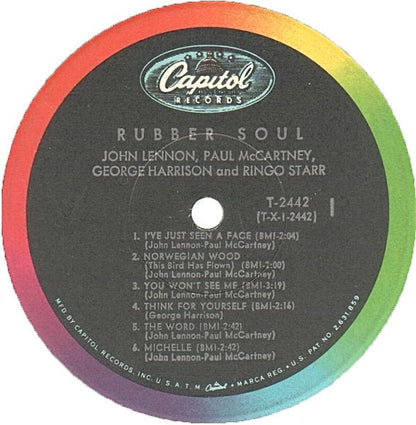 Capitol
RECORDS
RUBBER SOUL
JOHN LENNON, PAUL McCARTNEY,
GEORGE HARRISON and RINGO STARR
T-2442
(T-X-1-2442)
1
1. I'VE JUST SEEN A FACE (BMI-2:04)
(John Lennon-Paul McCartney)
2. NORWEGIAN WOOD
(This Bird Has Flown) (BMI-2:00)
(John Lennon-Paul McCartney)
3. YOU WON'T SEE ME (BMI-3:19)
(John Lennon-Paul McCartney)
4. THINK FOR YOURSELF (BMI-2:16)
(George Harrison)
5. THE WORD (BMI-2:42)
(John Lennon-Paul McCartney)
6. MICHELLE (BMI-2:42)
(John Lennon-Paul McCartney)
MFD. BY CAPITOL RECORDS, INC. U.S.A. T.M. Capitol • MARCA REG. • U.S. PAT. NO. 2,631,859